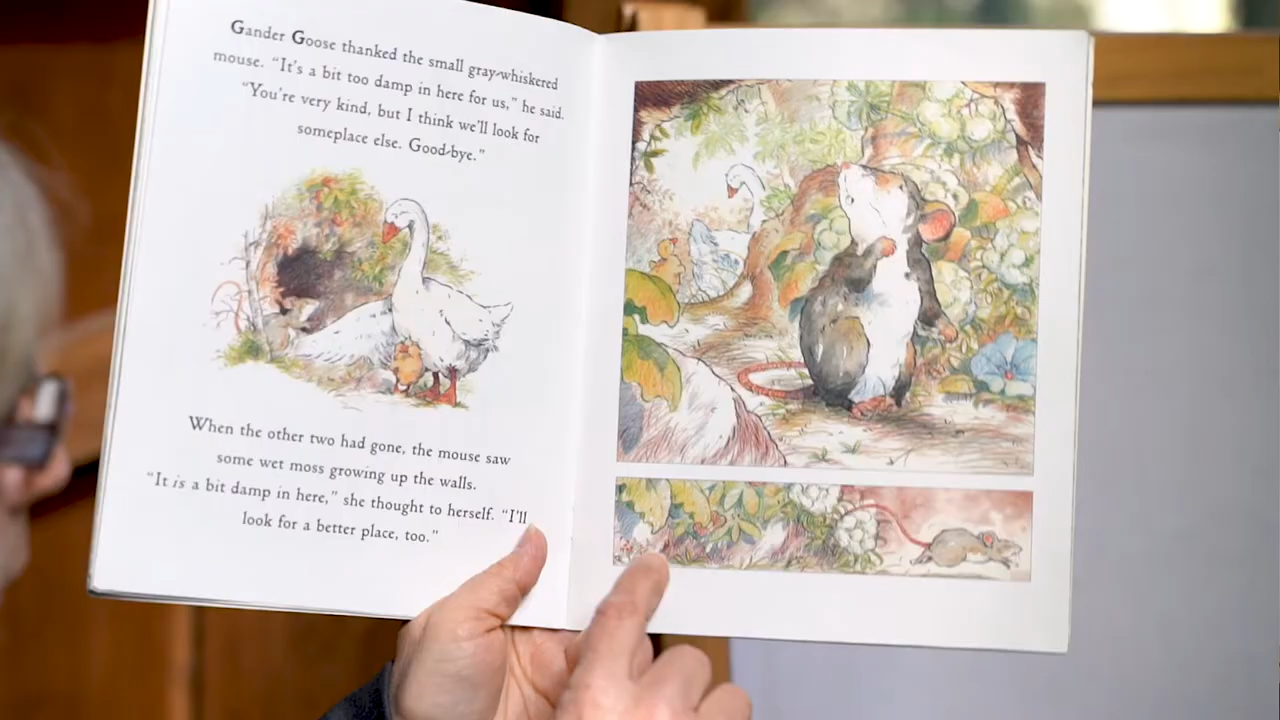 Gander Goose thanked the small gray-whiskered
mouse. "It's a bit too damp in here for us," he said.
"You're very kind, but I think we'll look for
someplace else. Good-bye."
When the other two had gone, the mouse saw
some wet moss growing up the walls.
"It is a bit damp in here," she thought to herself. "I'll
look for a better place, too."